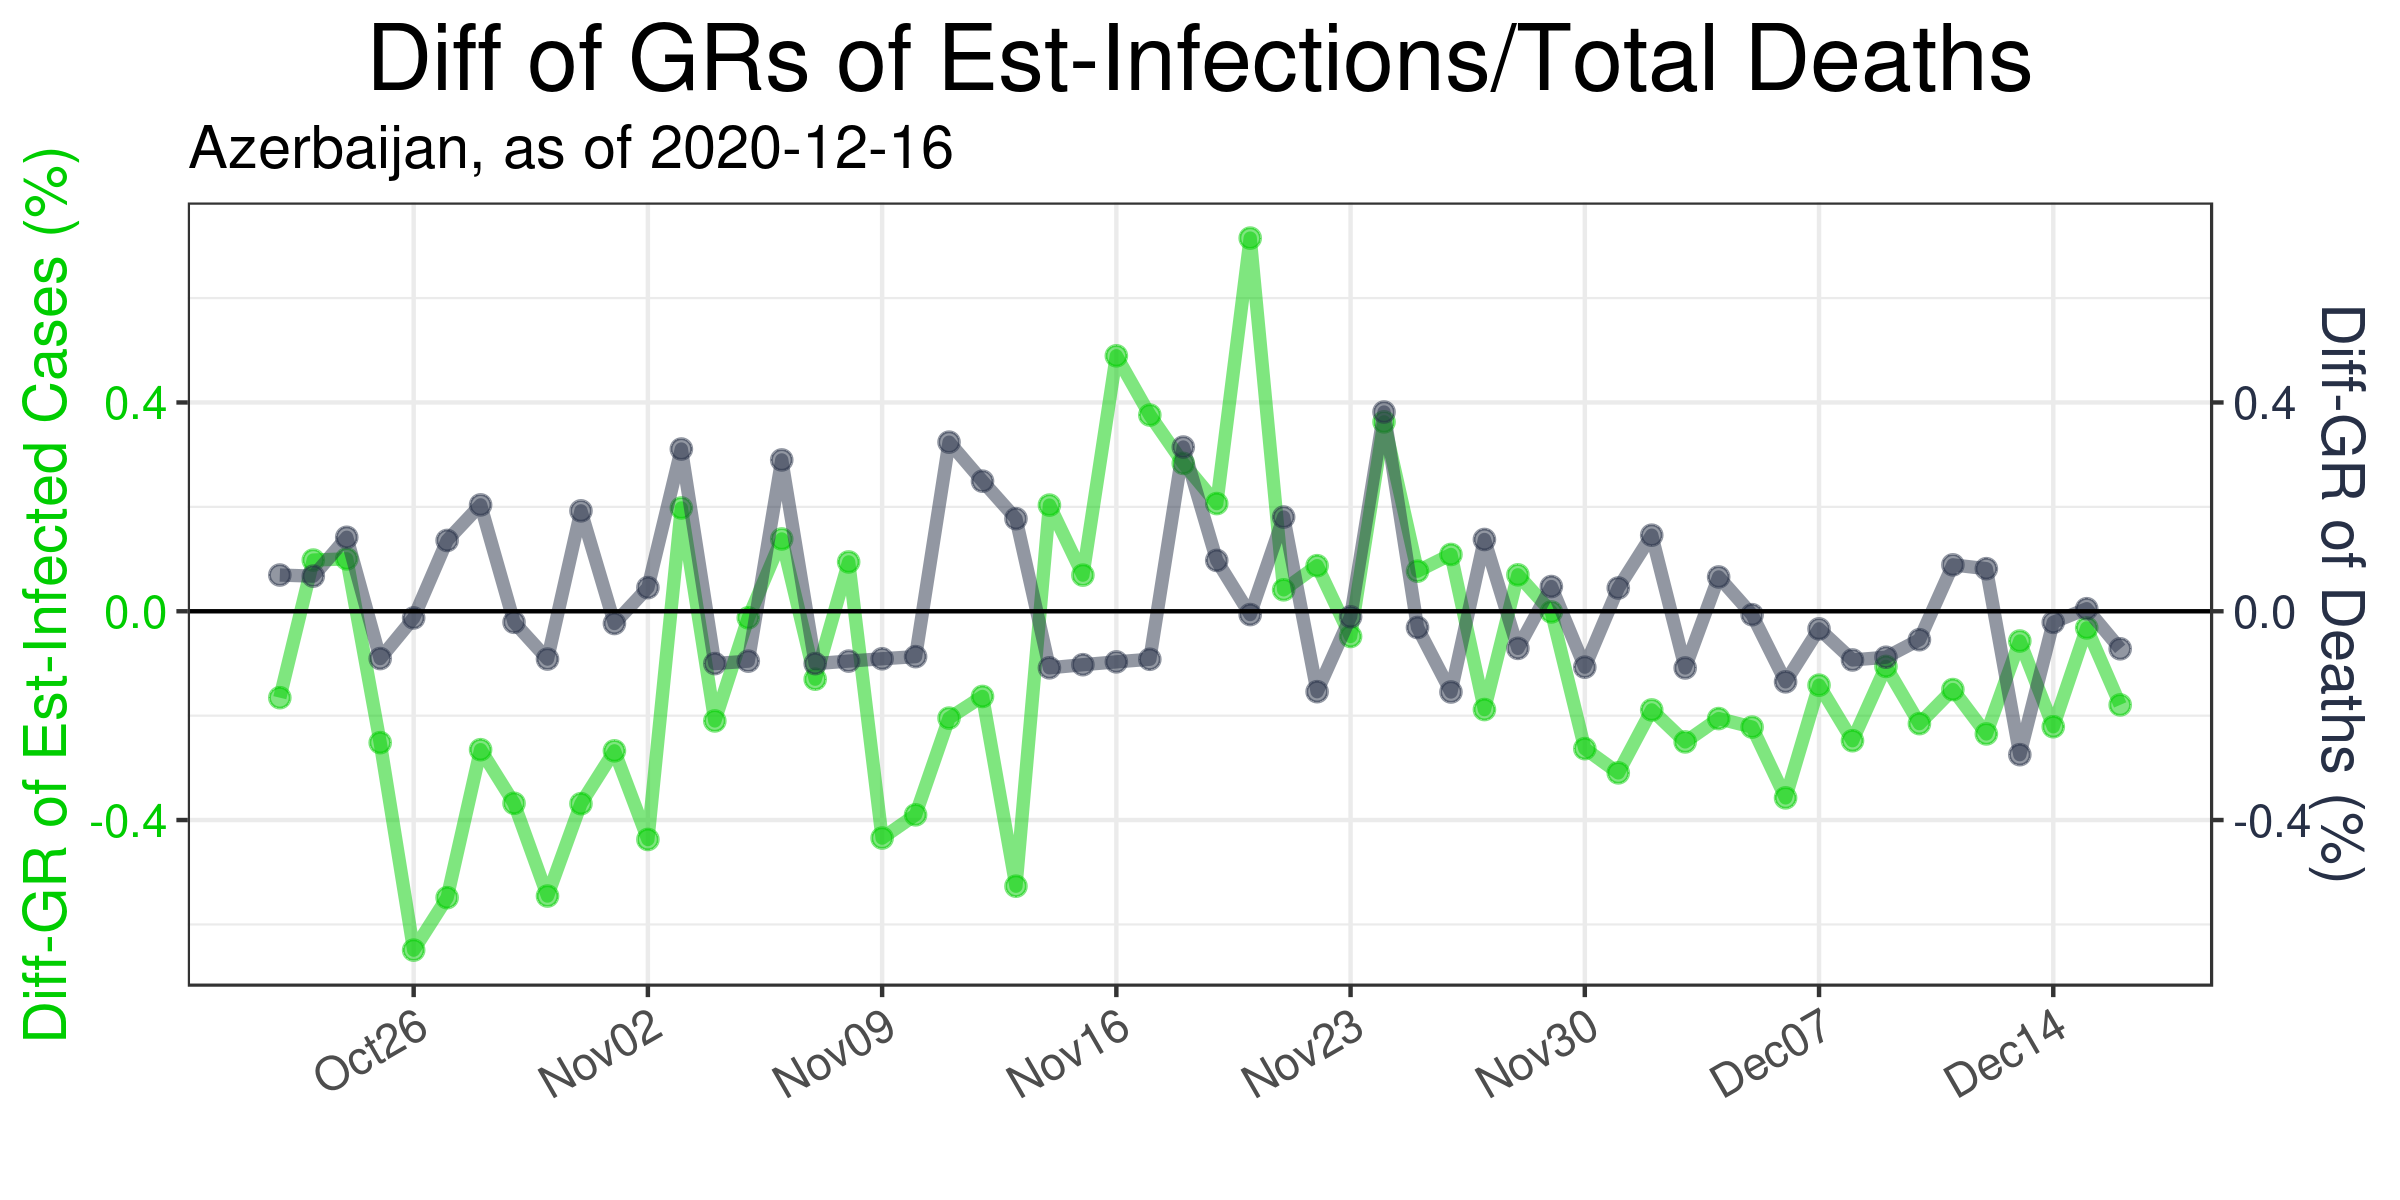 Diff of GRs of Est-Infections/Total Deaths
Azerbaijan, as of 2020-12-16
Diff-GR of Est-Infected Cases (%)
0.4
0.0
-0.4
0.4
0.0
-0.4
Diff-GR of Deaths (%)
Oct26
Nov02
Nov09
Nov16
Nov23
Nov30
Dec07
Dec14